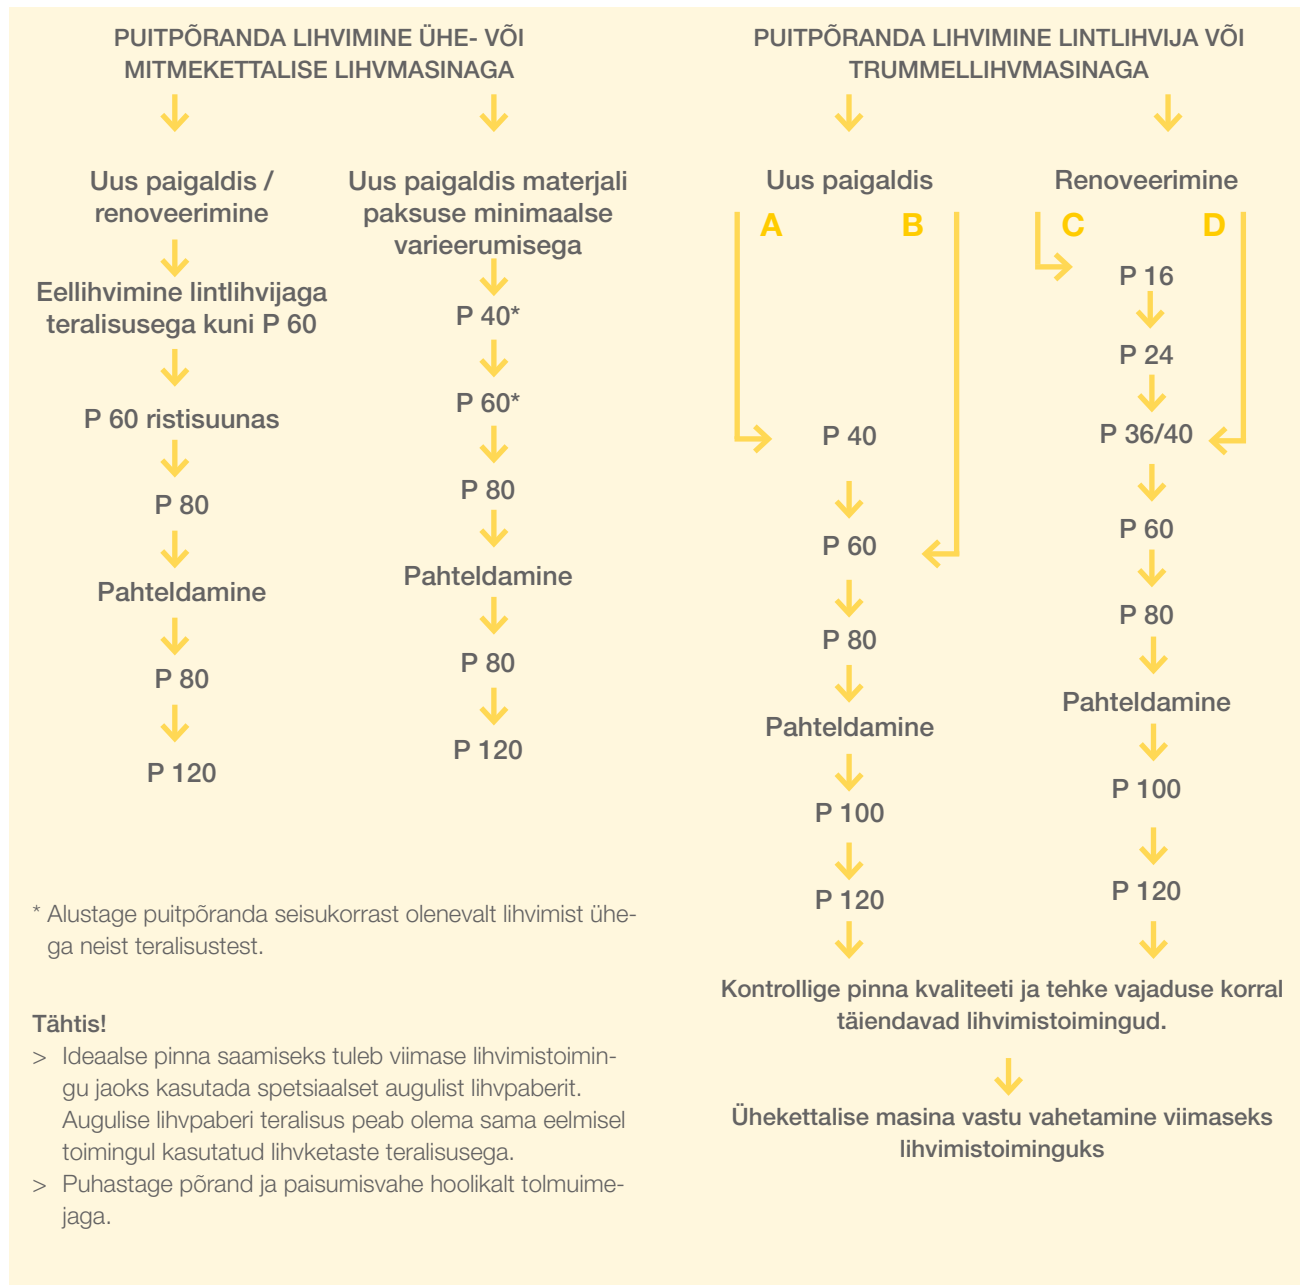 PUITPÕRANDA LIHVIMINE ÜHE- VÕI
MITMEKETTALISE LIHVMASINAGA
Uus paigaldis /
renoveerimine
Eellihvimine lintlihvijaga
teralisusega kuni P 60
P 60 ristisuunas
P 80
Pahteldamine
P 80
P 120
Uus paigaldis materjali
paksuse minimaalse
varieerumisega
P 40*
P 60*
P 80
Pahteldamine
P 80
P 120
* Alustage puitpõranda seisukorrast olenevalt lihvimist ühe-
ga neist teralisustest.
Tähtis!
> Ideaalse pinna saamiseks tuleb viimase lihvimistoimin-
gu jaoks kasutada spetsiaalset augulist lihvpaberit.
Augulise lihvpaberi teralisus peab olema sama eelmisel
toimingul kasutatud lihvketaste teralisusega.
> Puhastage põrand ja paisumisvahe hoolikalt tolmuime-
jaga.
PUITPÕRANDA LIHVIMINE LINTLIHVIJA VÕI
TRUMMELLIHVMASINAGA
Uus paigaldis
A B
P 40
P 60
P 80
Pahteldamine
P 100
P 120
Renoveerimine
C D
P 16
P 24
P 36/40
P 60
P 80
Pahteldamine
P 100
P 120
Kontrollige pinna kvaliteeti ja tehke vajaduse korral
täiendavad lihvimistoimingud.
Ühekettalise masina vastu vahetamine viimaseks
lihvimistoiminguks